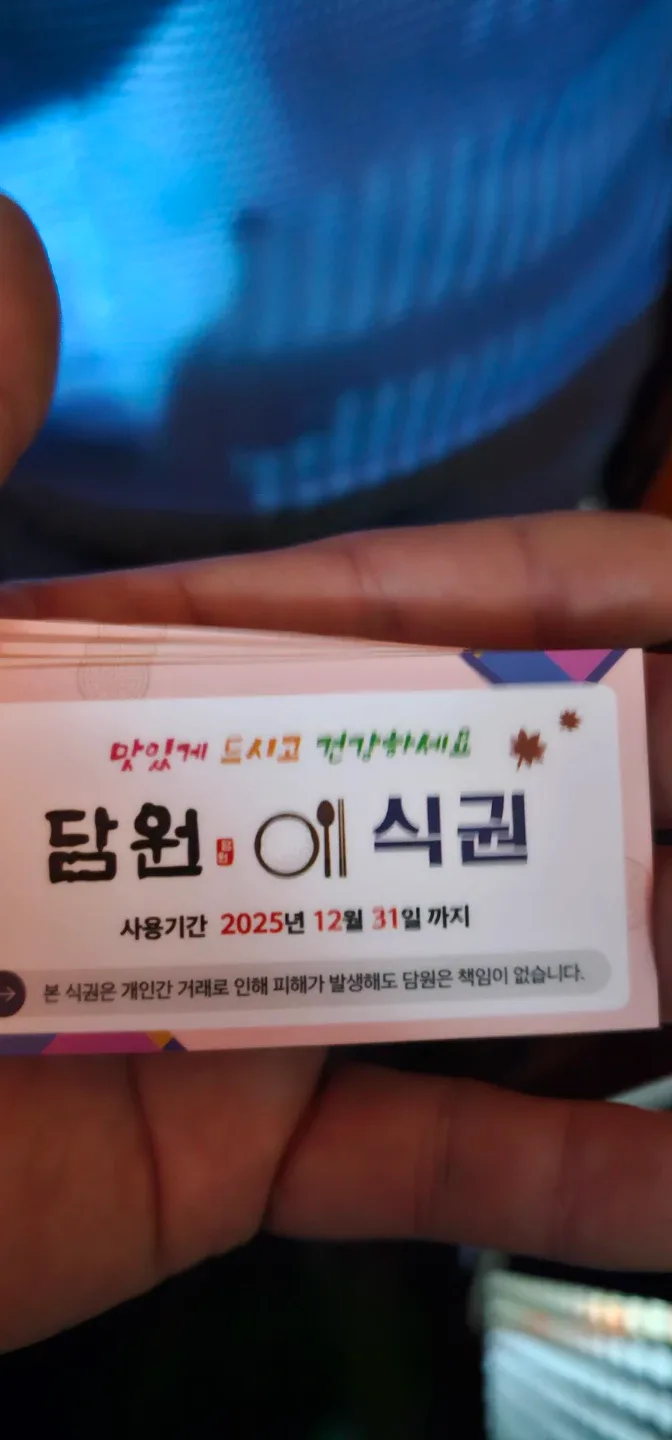 맛있게 드시고 건강하세요
담원 담원 식권
사용기간 2025년 12월 31일 까지
본 식권은 개인간 거래로 인해 피해가 발생해도 담원은 책임이 없습니다.